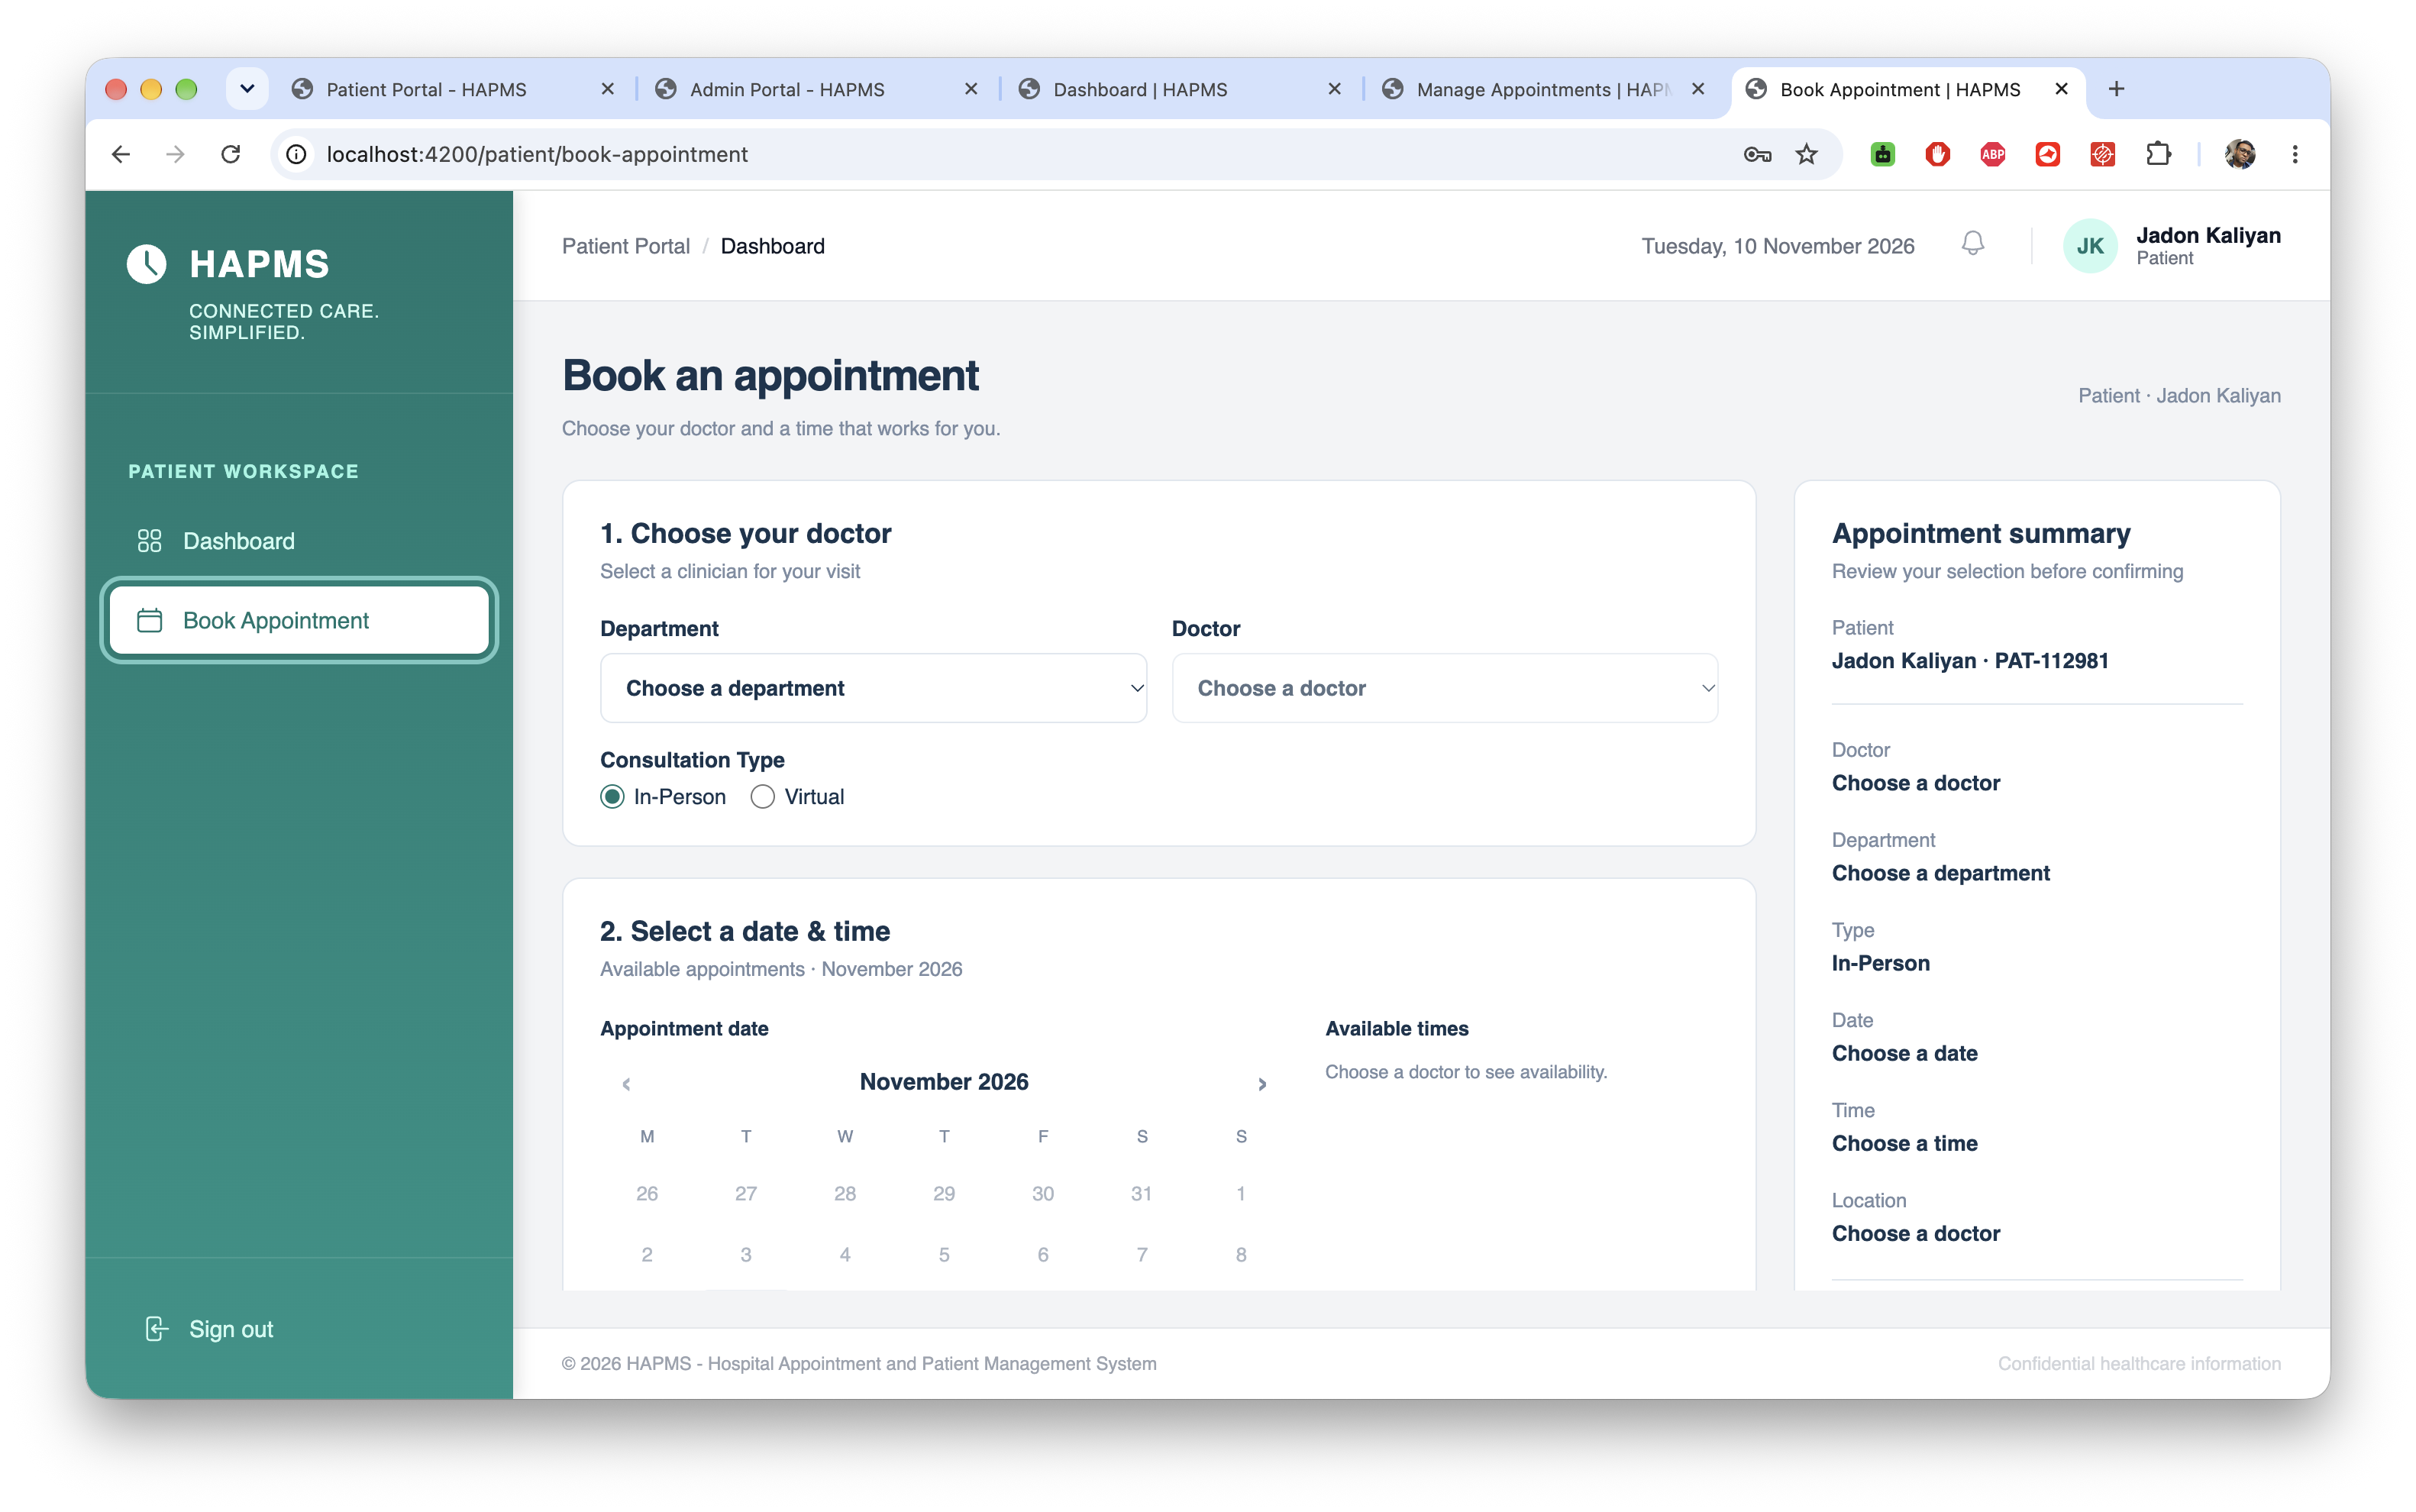 Patient Portal - HAPMS
Admin Portal - HAPMS
Dashboard | HAPMS
Manage Appointments | HAPM
Book Appointment | HAPMS
localhost:4200/patient/book-appointment
ABP
HAPMS
CONNECTED CARE.
SIMPLIFIED.
PATIENT WORKSPACE
Dashboard
Book Appointment
Sign out
Patient Portal / Dashboard
Tuesday, 10 November 2026
JK
Jadon Kaliyan
Patient
Book an appointment
Choose your doctor and a time that works for you.
Patient · Jadon Kaliyan
1. Choose your doctor
Select a clinician for your visit
Department
Choose a department
Doctor
Choose a doctor
Consultation Type
In-Person
Virtual
2. Select a date & time
Available appointments · November 2026
Appointment date
‹ November 2026 ›
M T W T F S S
26 27 28 29 30 31 1
2 3 4 5 6 7 8
Available times
Choose a doctor to see availability.
Appointment summary
Review your selection before confirming
Patient
Jadon Kaliyan · PAT-112981
Doctor
Choose a doctor
Department
Choose a department
Type
In-Person
Date
Choose a date
Time
Choose a time
Location
Choose a doctor
© 2026 HAPMS - Hospital Appointment and Patient Management System
Confidential healthcare information